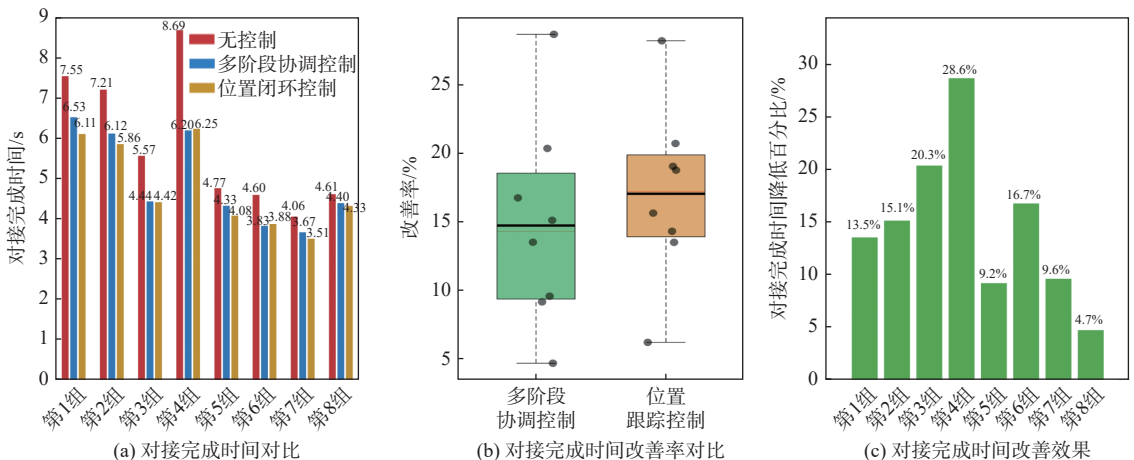 对接完成时间/s
9
8
7
6
5
4
3
2
1
0
无控制
多阶段协调控制
位置闭环控制
7.55
6.53
6.11
7.21
6.12
5.86
5.57
4.44
4.42
8.69
6.20
6.25
4.77
4.33
4.08
4.60
3.83
3.88
4.06
3.67
3.51
4.61
4.40
4.33
第1组
第2组
第3组
第4组
第5组
第6组
第7组
第8组
(a) 对接完成时间对比
改善率/%
25
20
15
10
5
多阶段
协调控制
位置
跟踪控制
(b) 对接完成时间改善率对比
对接完成时间降低百分比/%
30
25
20
15
10
5
0
13.5%
15.1%
20.3%
28.6%
9.2%
16.7%
9.6%
4.7%
第1组
第2组
第3组
第4组
第5组
第6组
第7组
第8组
(c) 对接完成时间改善效果